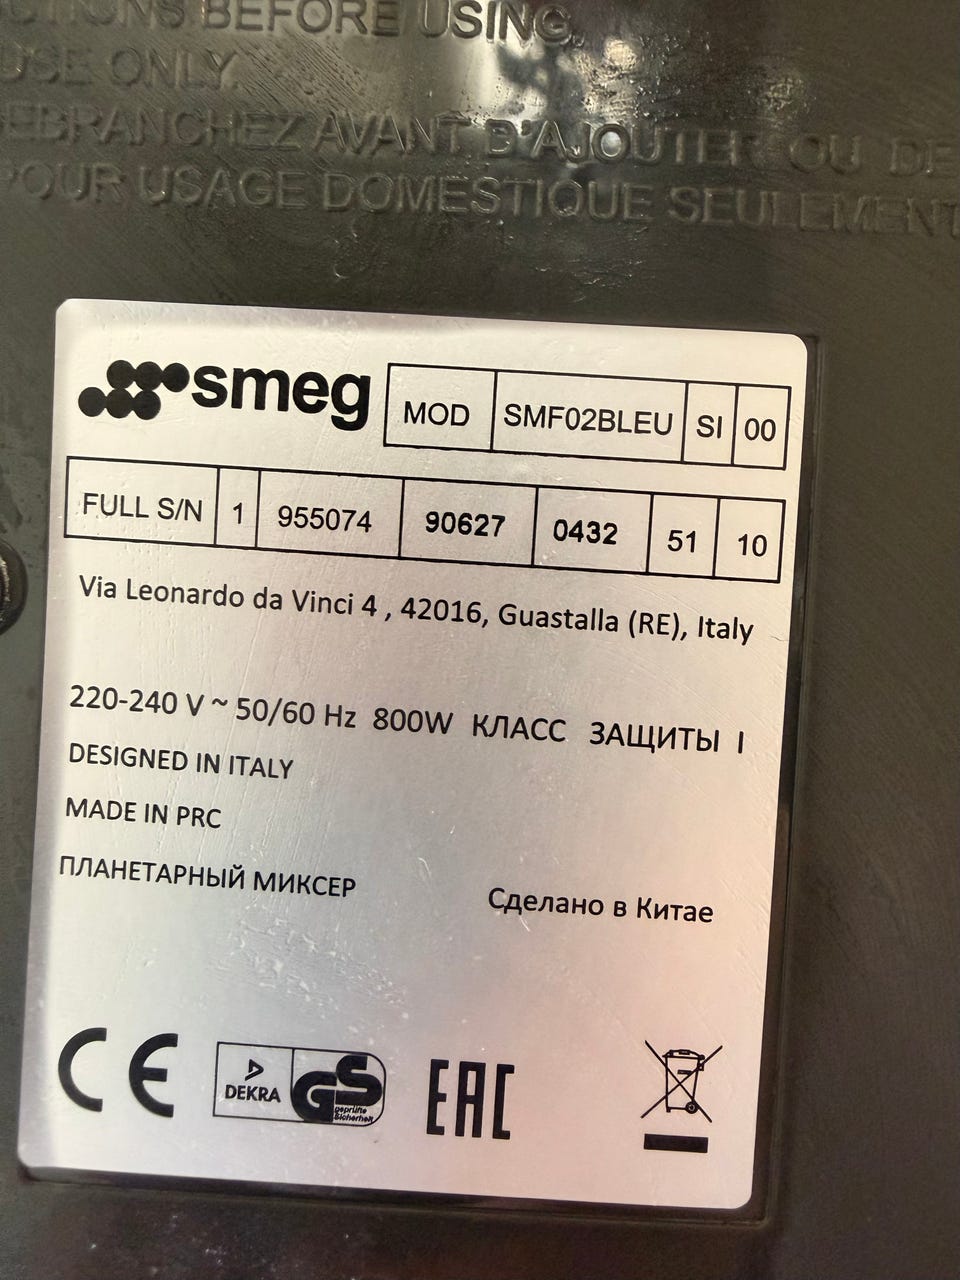 BEFORE USING.
USE ONLY.
AVANT D'AJOUTER OU DE
POUR USAGE DOMESTIQUE SEULEMENT
smeg MOD SMF02BLEU SI 00
FULL S/N 1 955074 90627 0432 51 10
Via Leonardo da Vinci 4 , 42016, Guastalla (RE), Italy
220-240 V ~ 50/60 Hz 800W КЛАСС ЗАЩИТЫ I
DESIGNED IN ITALY
MADE IN PRC
ПЛАНЕТАРНЫЙ МИКСЕР
Сделано в Китае
CE DEKRA GS geprüfte Sicherheit EAC